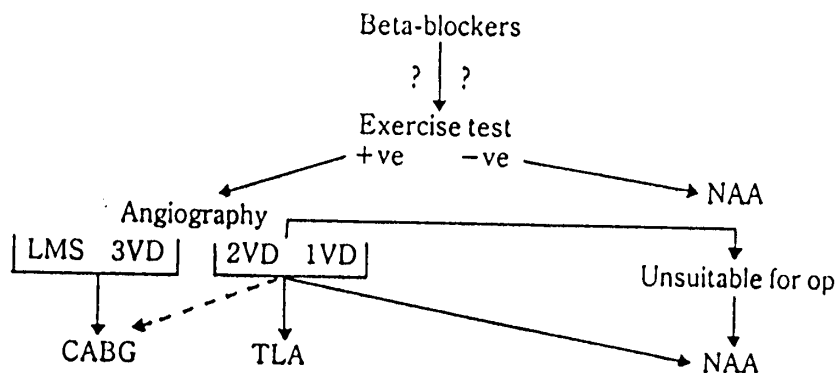 Beta-blockers
? ?
Exercise test
+ve −ve
NAA
Angiography
LMS 3VD 2VD 1VD
Unsuitable for op
CABG TLA NAA